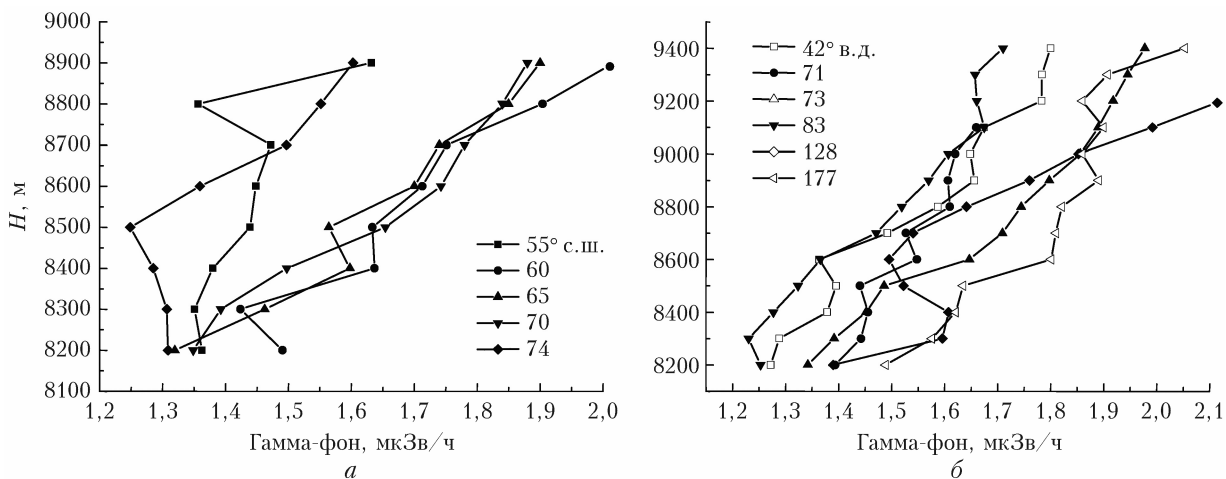 9000
8900
8800
8700
8600
8500
8400
8300
8200
8100
Н, м
1,2 1,3 1,4 1,5 1,6 1,7 1,8 1,9 2,0
Гамма-фон, мкЗв/ч
а
55° с.ш.
60
65
70
74
9400
9200
9000
8800
8600
8400
8200
1,2 1,3 1,4 1,5 1,6 1,7 1,8 1,9 2,0 2,1
Гамма-фон, мкЗв/ч
б
42° в.д.
71
73
83
128
177